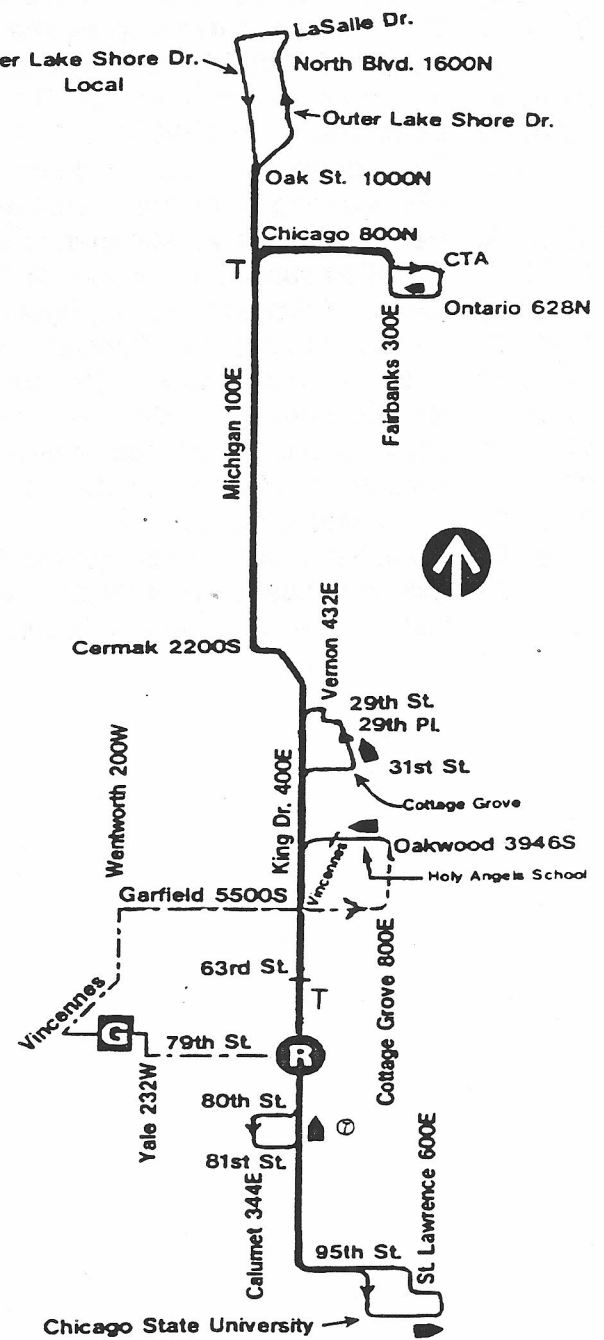 LaSalle Dr.
er Lake Shore Dr.
Local
North Blvd. 1600N
Outer Lake Shore Dr.
Oak St. 1000N
Chicago 800N
T
CTA
Ontario 628N
Fairbanks 300E
Michigan 100E
Cermak 2200S
Vernon 432E
29th St.
29th Pl.
31st St.
Cottage Grove
Wentworth 200W
King Dr. 400E
Vincennes
Oakwood 3946S
Holy Angels School
Garfield 5500S
Cottage Grove 800E
63rd St.
T
Vincennes
G
79th St.
R
Yale 232W
80th St.
7
81st St.
Calumet 344E
St. Lawrence 600E
95th St.
Chicago State University